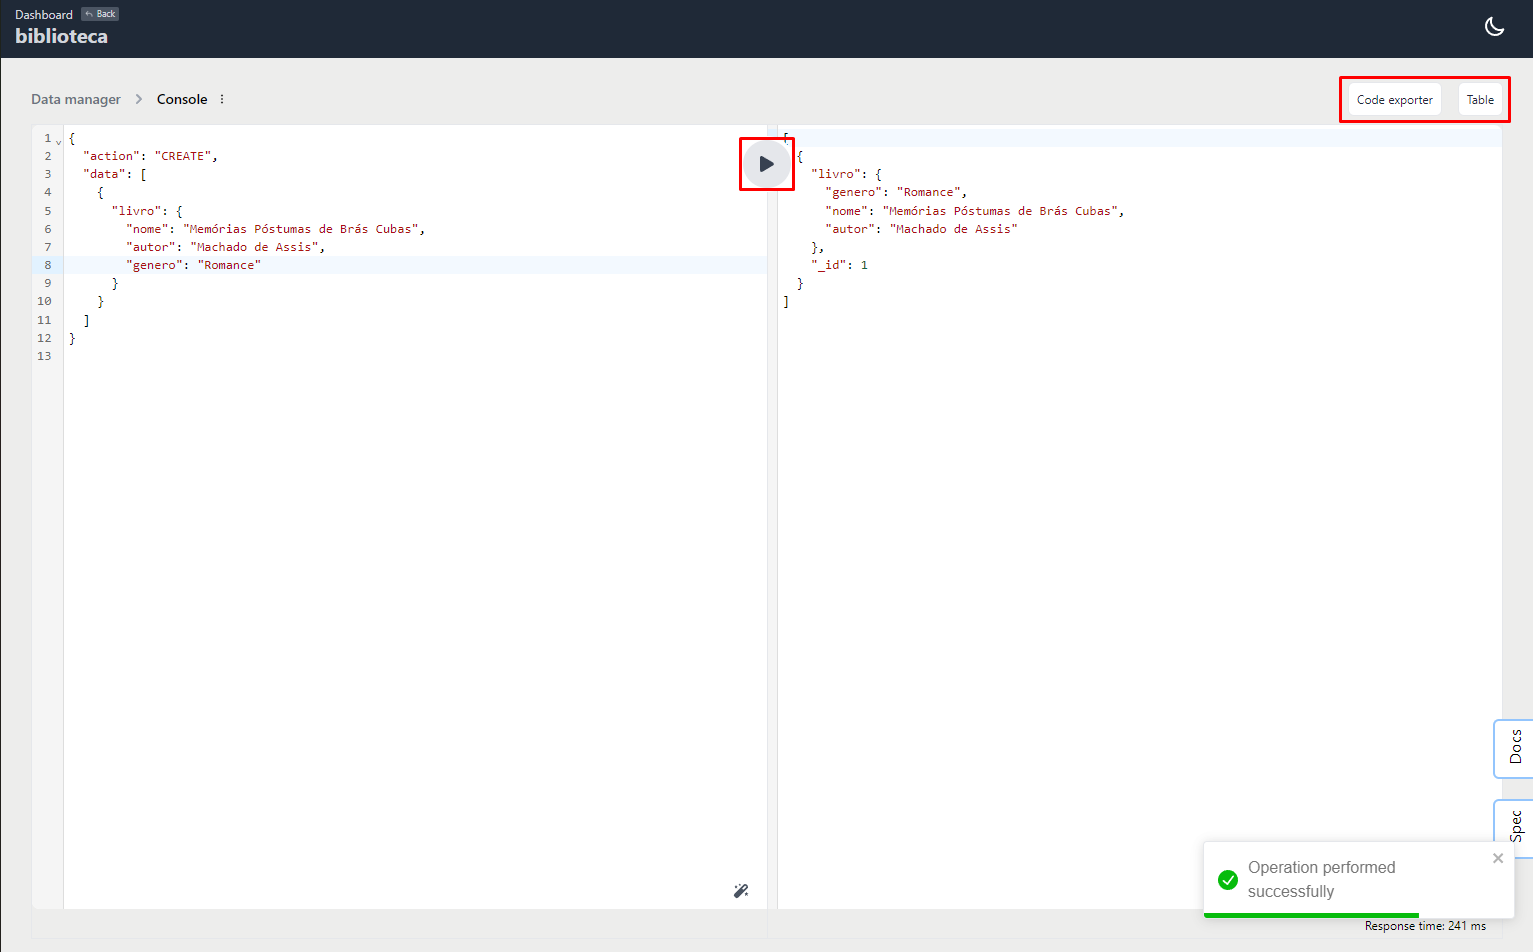 Dashboard Back
biblioteca
Data manager Console
Code exporter Table
1 {
2 "action": "CREATE",
3 "data": [
4 {
5 "livro": {
6 "nome": "Memórias Póstumas de Brás Cubas",
7 "autor": "Machado de Assis",
8 "genero": "Romance"
9 }
10 }
11 ]
12 }
13
[
{
"livro": {
"genero": "Romance",
"nome": "Memórias Póstumas de Brás Cubas",
"autor": "Machado de Assis"
},
"_id": 1
}
]
Docs
Spec
Operation performed
successfully
Response time: 241 ms